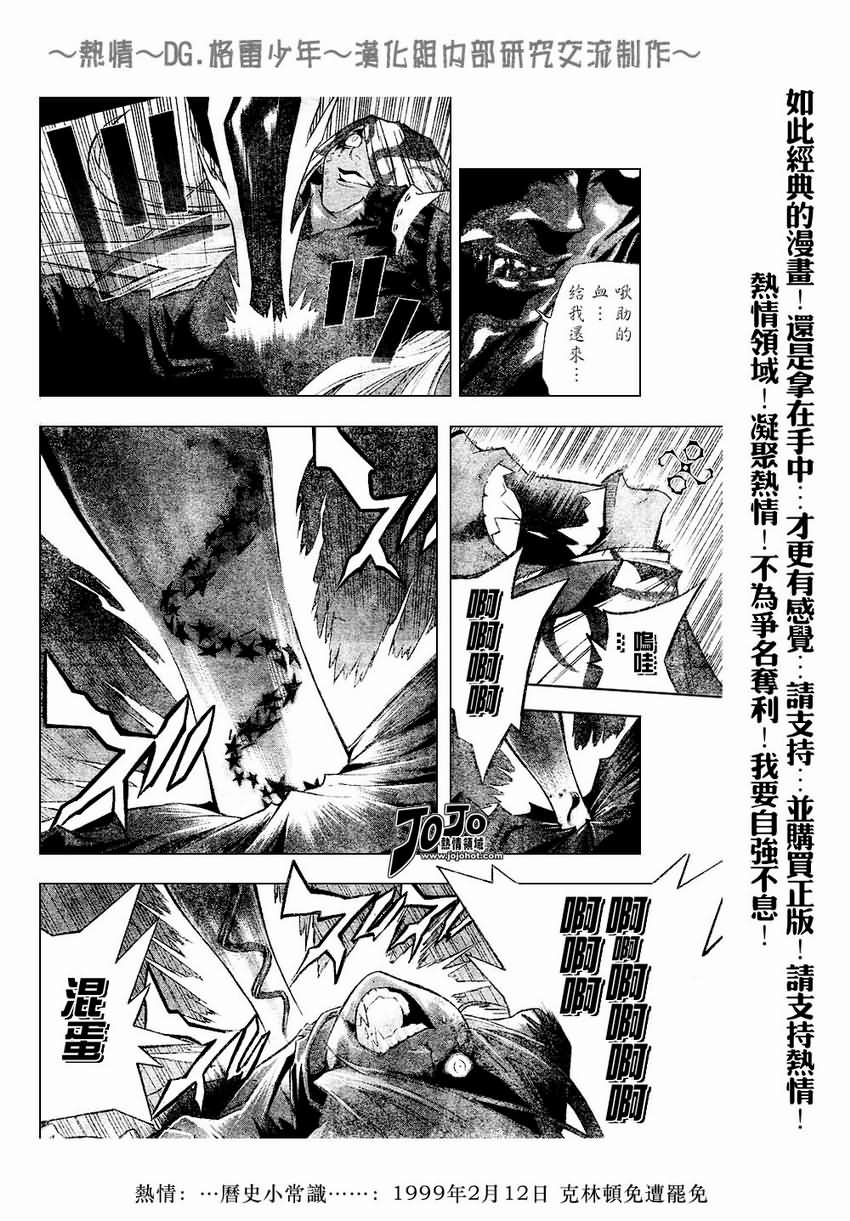 ～熱情～DG.格雷少年～漢化組内部研究交流制作～
如此經典的漫畫！還是拿在手中…才更有感覺…請支持…並購買正版！請支持熱情！
熱情領域！凝聚熱情！不為爭名奪利！我要自強不息！
啾助的
血…
給我還來…
…嗚哇
啊啊啊啊
JOJO
熱情領域
www.jojohot.com
啊啊啊啊啊
啊啊啊
混蛋
熱情：…曆史小常識……：1999年2月12日 克林頓免遭罷免